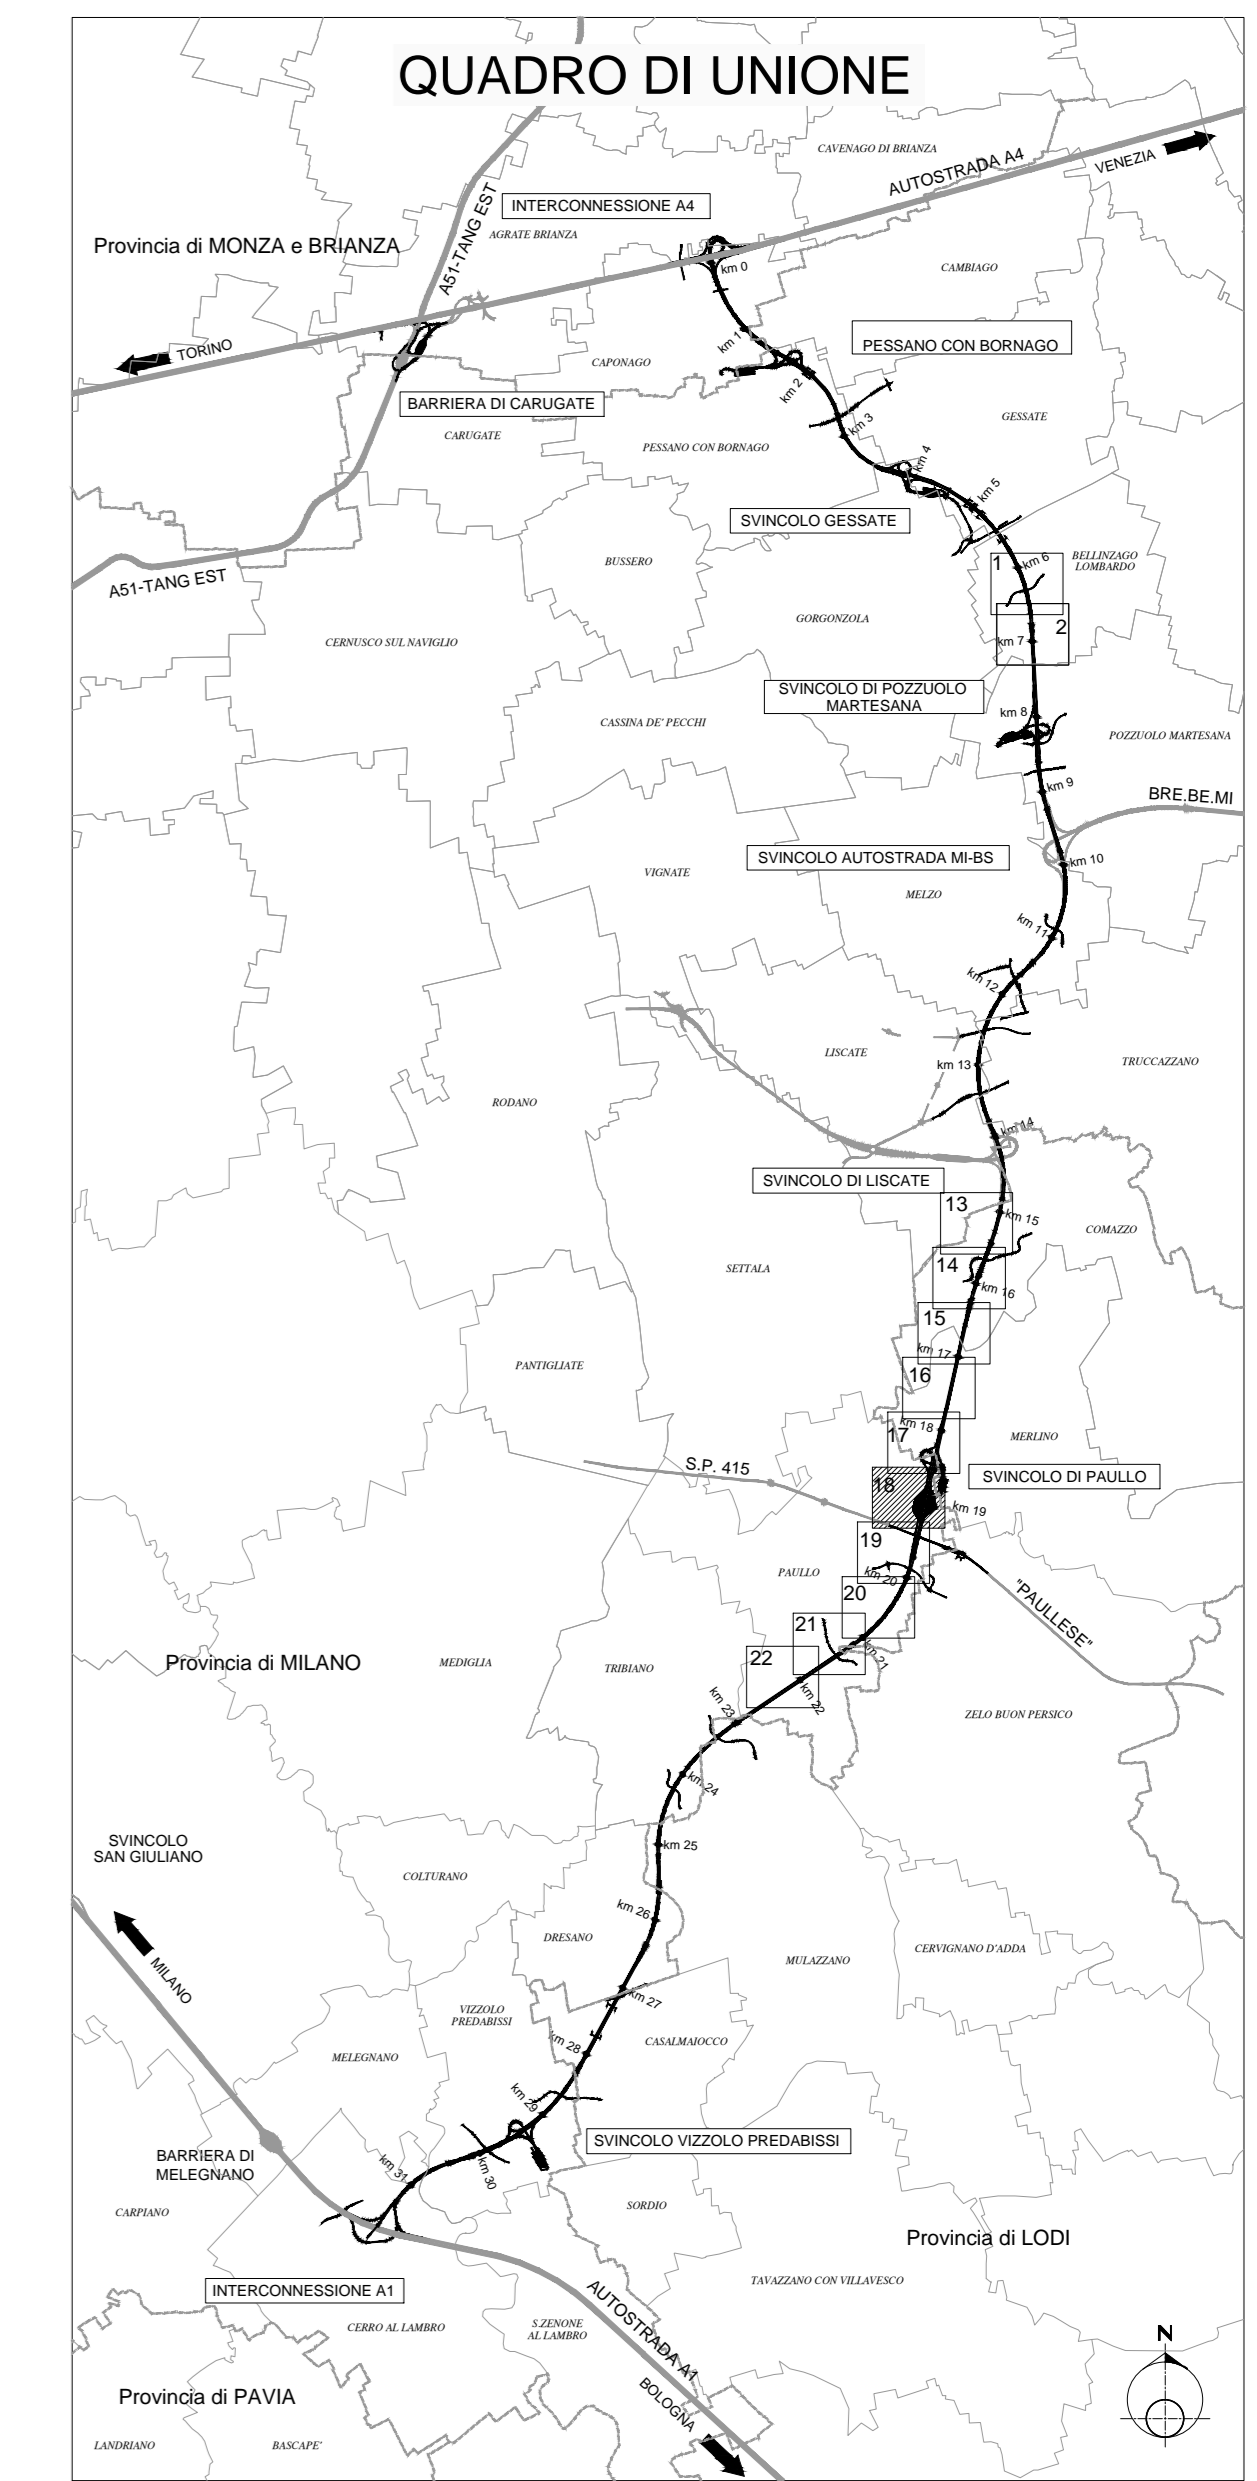 QUADRO DI UNIONE
CAVENAGO DI BRIANZA
AUTOSTRADA A4
VENEZIA
INTERCONNESSIONE A4
A51-TANG EST
AGRATE BRIANZA
Provincia di MONZA e BRIANZA
km 0
CAMBIAGO
km 1
PESSANO CON BORNAGO
TORINO
CAPONAGO
km 2
BARRIERA DI CARUGATE
CARUGATE
km 3
GESSATE
PESSANO CON BORNAGO
km 4
km 5
SVINCOLO GESSATE
BUSSERO
1
km 6
BELLINZAGO
LOMBARDO
A51-TANG EST
GORGONZOLA
2
km 7
CERNUSCO SUL NAVIGLIO
SVINCOLO DI POZZUOLO
MARTESANA
km 8
CASSINA DE' PECCHI
POZZUOLO MARTESANA
km 9
BRE.BE.MI
SVINCOLO AUTOSTRADA MI-BS
km 10
VIGNATE
MELZO
km 11
km 12
LISCATE
km 13
TRUCCAZZANO
RODANO
km 14
SVINCOLO DI LISCATE
13
km 15
COMAZZO
14
SETTALA
km 16
15
km 17
PANTIGLIATE
16
km 18
17
MERLINO
S.P. 415
SVINCOLO DI PAULLO
18
km 19
19
PAULLO
km 20
20
"PAULLESE"
21
km 21
22
Provincia di MILANO
MEDIGLIA
TRIBIANO
km 22
km 23
ZELO BUON PERSICO
km 24
SVINCOLO
SAN GIULIANO
km 25
COLTURANO
km 26
DRESANO
CERVIGNANO D'ADDA
MULAZZANO
MILANO
km 27
VIZZOLO
PREDABISSI
km 28
CASALMAIOCCO
MELEGNANO
km 29
SVINCOLO VIZZOLO PREDABISSI
BARRIERA DI
MELEGNANO
km 31
km 30
CARPIANO
SORDIO
Provincia di LODI
TAVAZZANO CON VILLAVESCO
INTERCONNESSIONE A1
AUTOSTRADA A1
CERRO AL LAMBRO
S.ZENONE
AL LAMBRO
N
Provincia di PAVIA
BOLOGNA
LANDRIANO
BASCAPE'